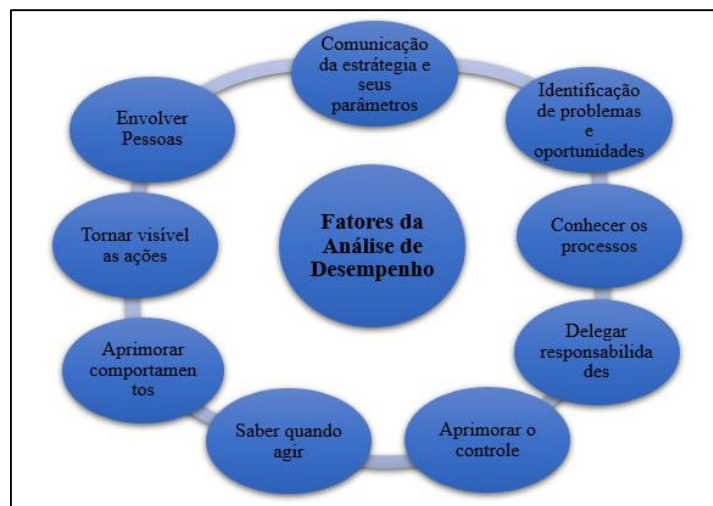 Comunicação
da estrátegia e
seus
parâmetros
Identificação
de problemas
e
oportunidades
Conhecer os
processos
Delegar
responsabilida
des
Aprimorar o
controle
Saber quando
agir
Aprimorar
comportamen
tos
Tornar visível
as ações
Envolver
Pessoas
Fatores da
Análise de
Desempenho